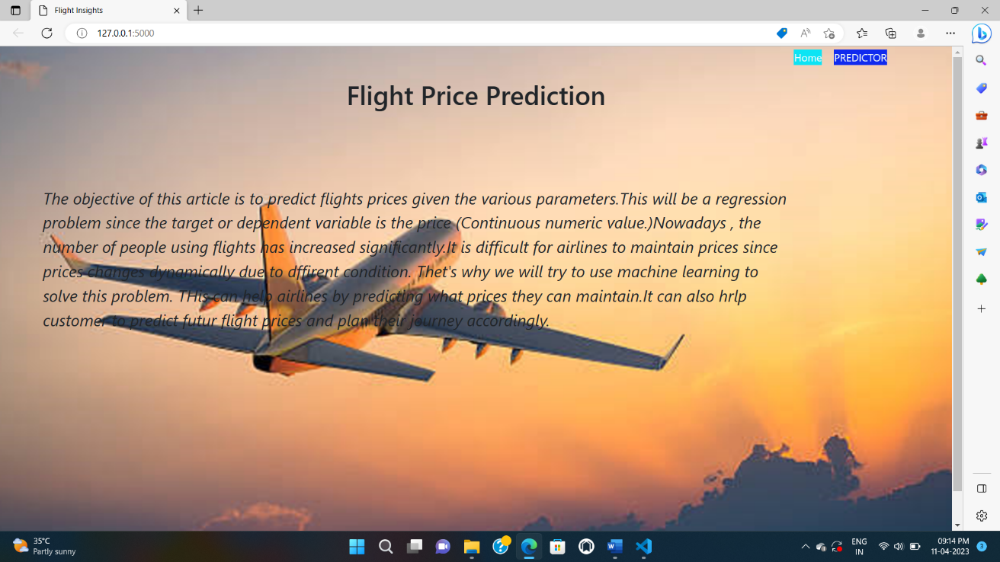 Flight Insights
127.0.0.1:5000
Home PREDICTOR
Flight Price Prediction
The objective of this article is to predict flights prices given the various parameters.This will be a regression
problem since the target or dependent variable is the price (Continuous numeric value.)Nowadays , the
number of people using flights has increased significantly.It is difficult for airlines to maintain prices since
prices changes dynamically due to dffirent condition. Thet's why we will try to use machine learning to
solve this problem. THis can help airlines by predicting what prices they can maintain.It can also hrlp
customer to predict futur flight prices and plan their journey accordingly.
35°C
Partly sunny
ENG
IN
09:14 PM
11-04-2023
3